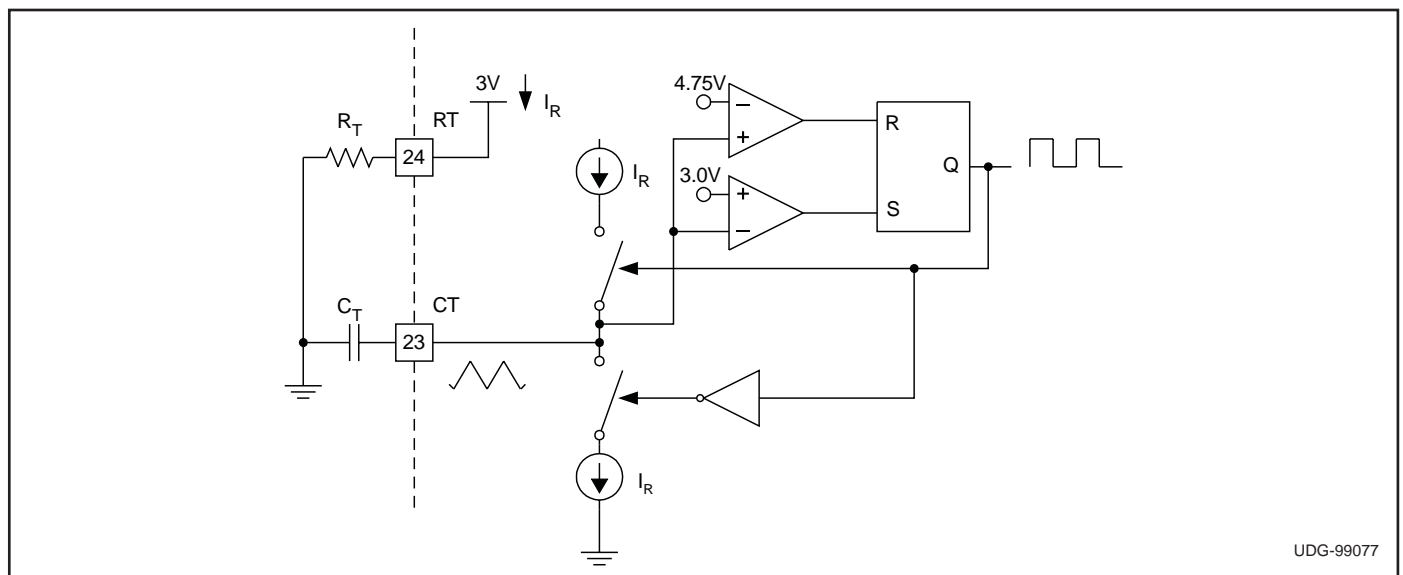 4.75V
3V
I_R
R_T
RT
24
R
I_R
3.0V
Q
S
C_T
CT
23
I_R
UDG-99077